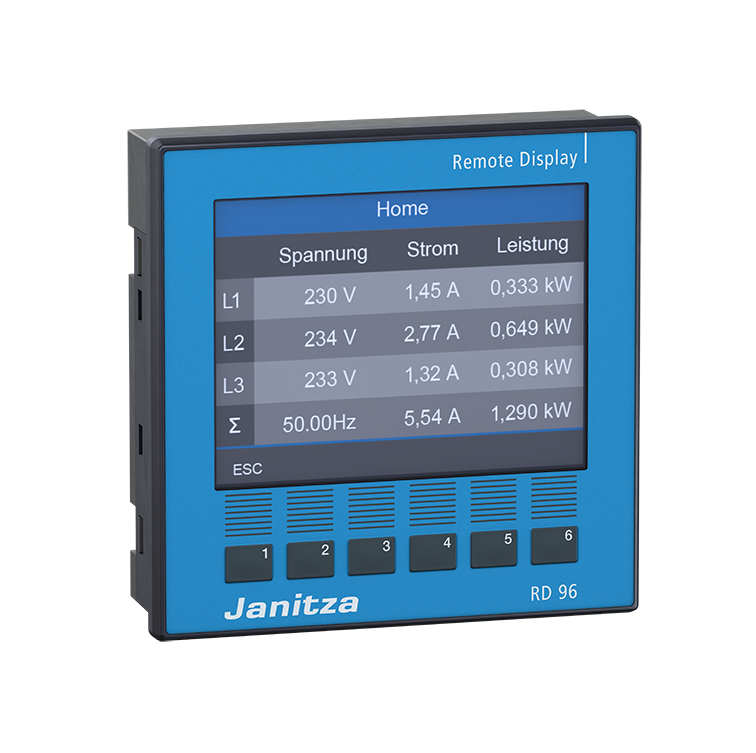 Remote Display
Home
Spannung Strom Leistung
L1 230 V 1,45 A 0,333 kW
L2 234 V 2,77 A 0,649 kW
L3 233 V 1,32 A 0,308 kW
Σ 50.00Hz 5,54 A 1,290 kW
ESC
1 2 3 4 5 6
Janitza RD 96